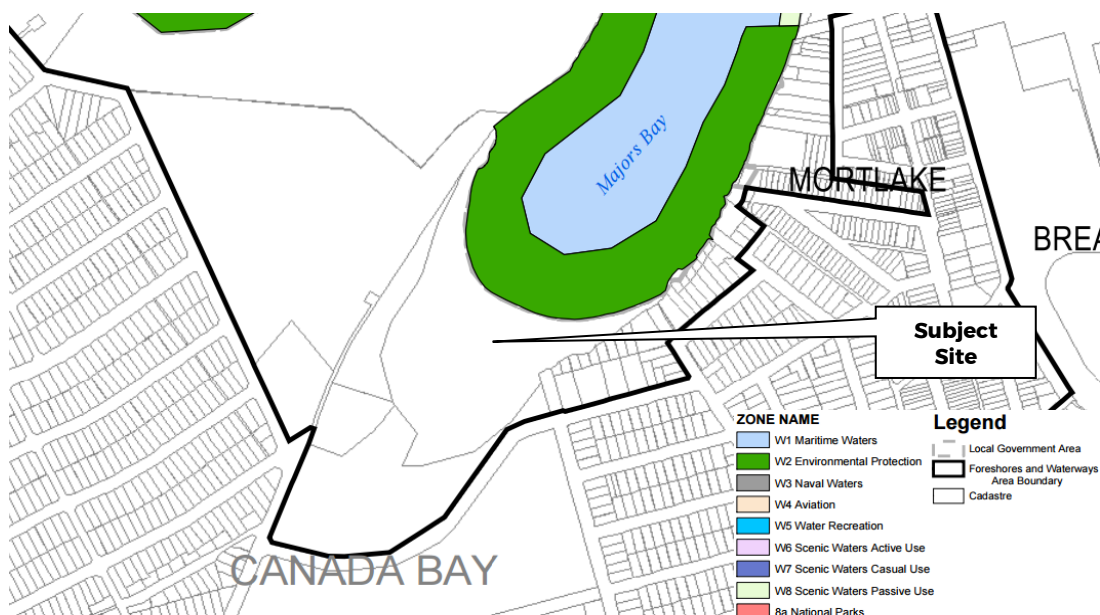 Majors Bay
MORTLAKE
BREA
Subject
Site
CANADA BAY
ZONE NAME
W1 Maritime Waters
W2 Environmental Protection
W3 Naval Waters
W4 Aviation
W5 Water Recreation
W6 Scenic Waters Active Use
W7 Scenic Waters Casual Use
W8 Scenic Waters Passive Use
8a National Parks
Legend
Local Government Area
Foreshores and Waterways
Area Boundary
Cadastre